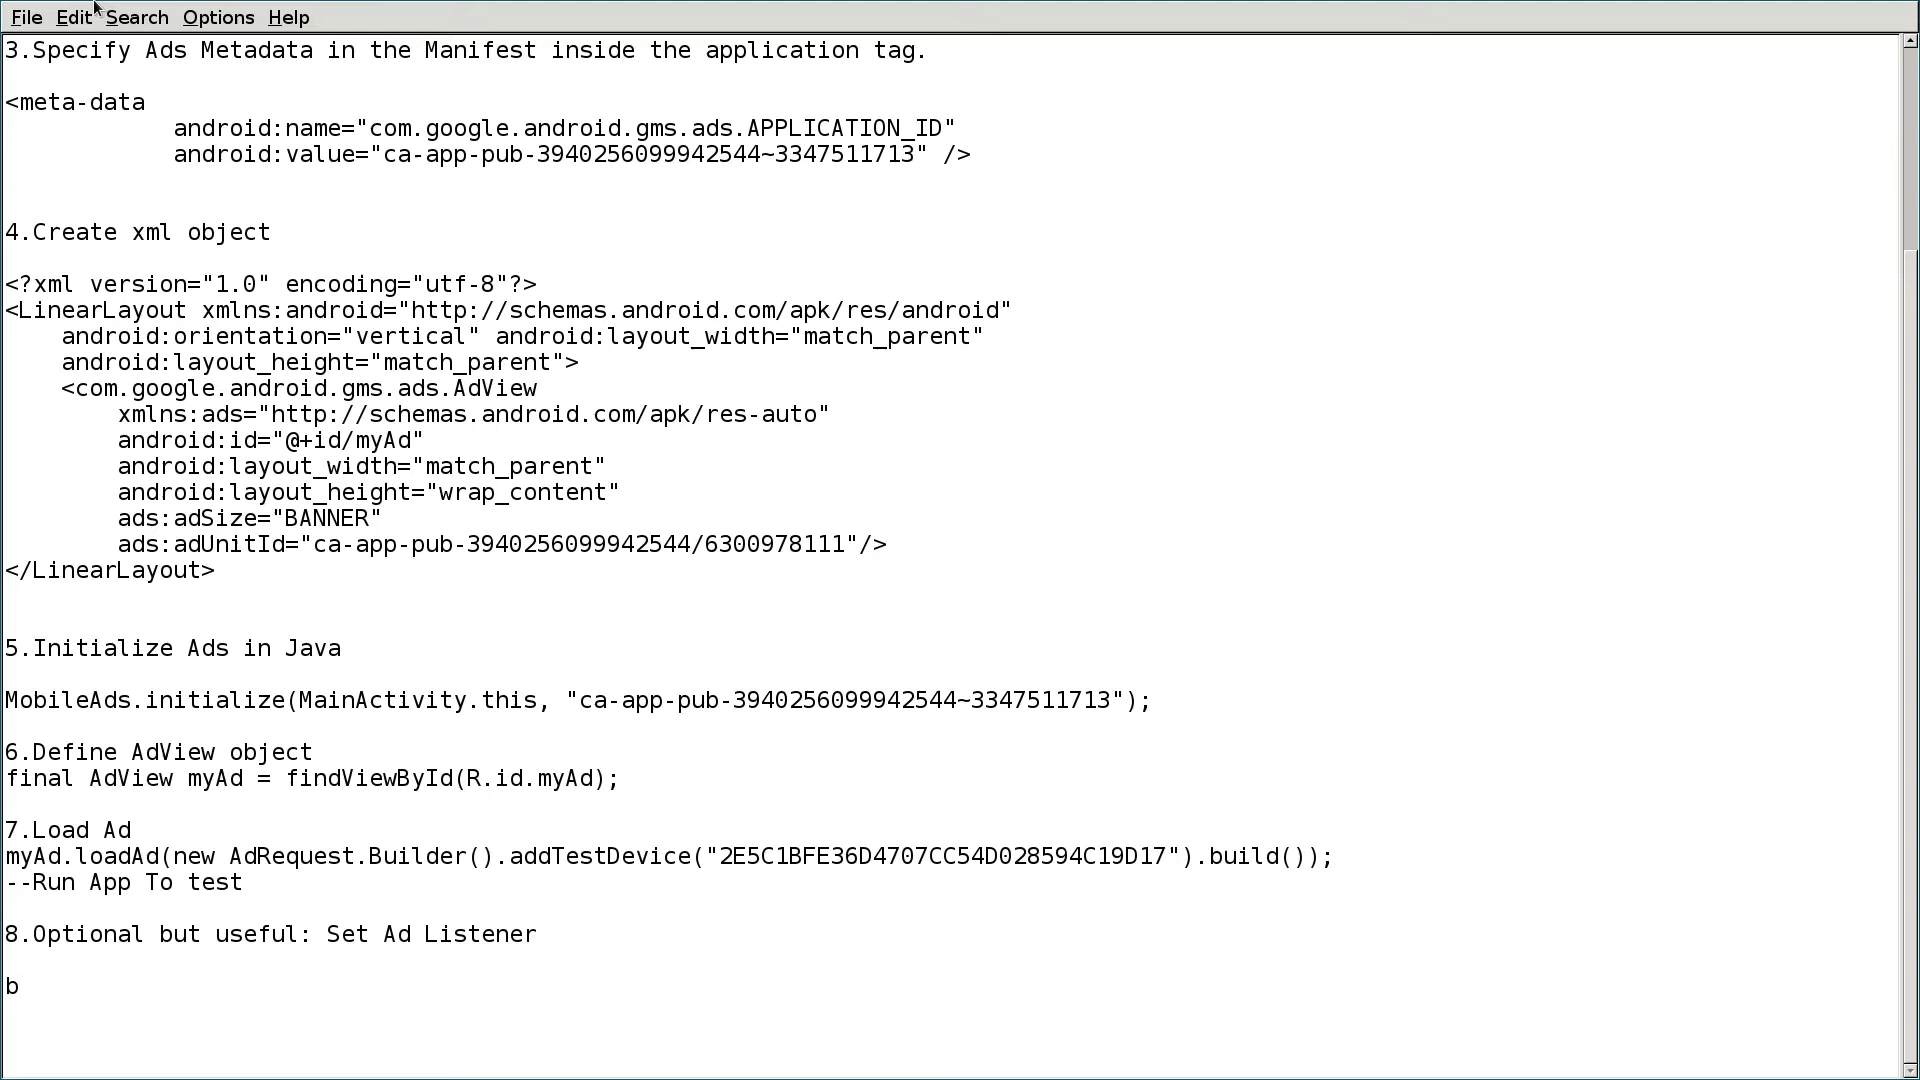 File Edit Search Options Help
3.Specify Ads Metadata in the Manifest inside the application tag.
<meta-data
android:name="com.google.android.gms.ads.APPLICATION_ID"
android:value="ca-app-pub-3940256099942544~3347511713" />
4.Create xml object
<?xml version="1.0" encoding="utf-8"?>
<LinearLayout xmlns:android="http://schemas.android.com/apk/res/android"
android:orientation="vertical" android:layout_width="match_parent"
android:layout_height="match_parent">
<com.google.android.gms.ads.AdView
xmlns:ads="http://schemas.android.com/apk/res-auto"
android:id="@+id/myAd"
android:layout_width="match_parent"
android:layout_height="wrap_content"
ads:adSize="BANNER"
ads:adUnitId="ca-app-pub-3940256099942544/6300978111"/>
</LinearLayout>
5.Initialize Ads in Java
MobileAds.initialize(MainActivity.this, "ca-app-pub-3940256099942544~3347511713");
6.Define AdView object
final AdView myAd = findViewById(R.id.myAd);
7.Load Ad
myAd.loadAd(new AdRequest.Builder().addTestDevice("2E5C1BFE36D4707CC54D028594C19D17").build());
--Run App To test
8.Optional but useful: Set Ad Listener
b